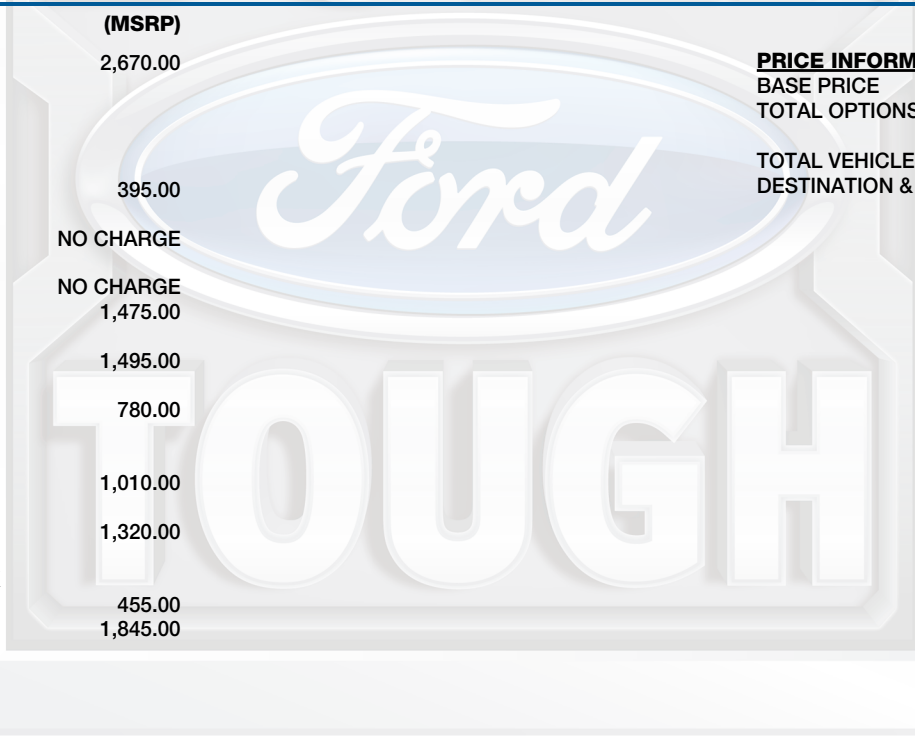 (MSRP)
2,670.00
395.00
NO CHARGE
NO CHARGE
1,475.00
1,495.00
780.00
1,010.00
1,320.00
455.00
1,845.00
PRICE INFORM
BASE PRICE
TOTAL OPTIONS
TOTAL VEHICLE
DESTINATION &
Ford
TOUGH